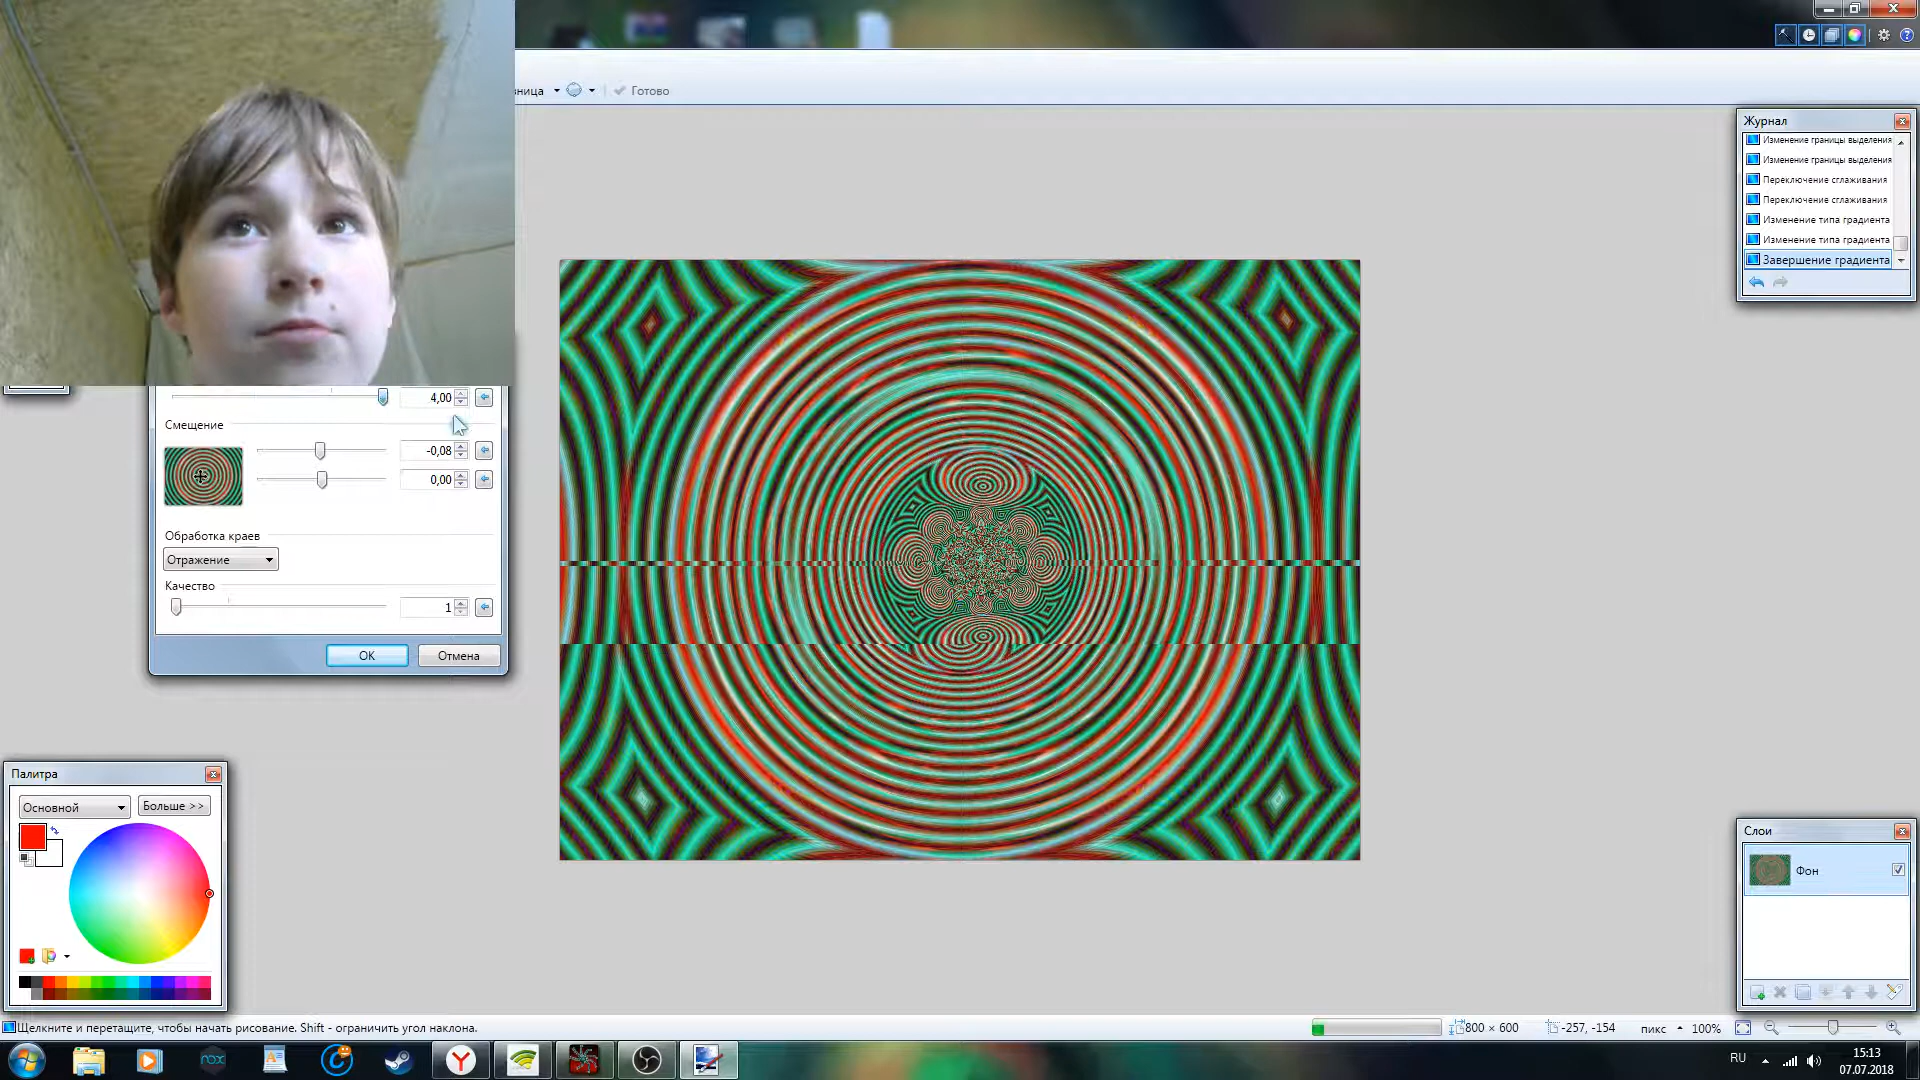 зница
Готово
Журнал
Изменение границы выделения
Изменение границы выделения
Переключение сглаживания
Переключение сглаживания
Изменение типа градиента
Изменение типа градиента
Завершение градиента
4,00
Смещение
-0,08
0,00
Обработка краев
Отражение
Качество
1
OK
Отмена
Палитра
Основной
Больше >>
Слои
Фон
Щелкните и перетащите, чтобы начать рисование. Shift - ограничить угол наклона.
800 × 600
-257, -154
пикс
100%
nox
RU
15:13
07.07.2018